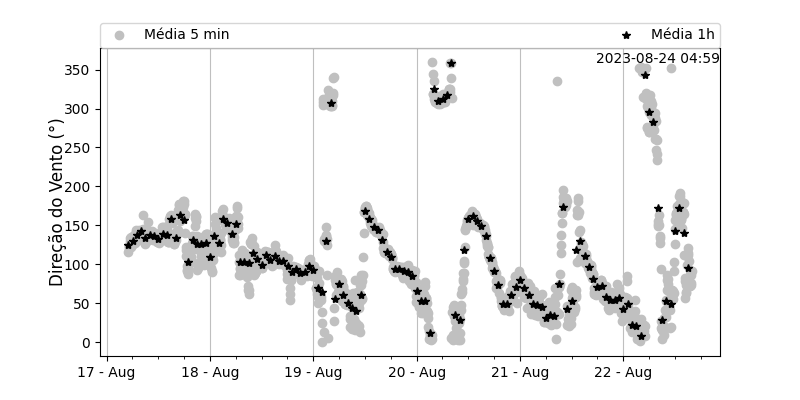 Média 5 min
Média 1h
2023-08-24 04:59
Direção do Vento (°)
350
300
250
200
150
100
50
0
17 - Aug
18 - Aug
19 - Aug
20 - Aug
21 - Aug
22 - Aug